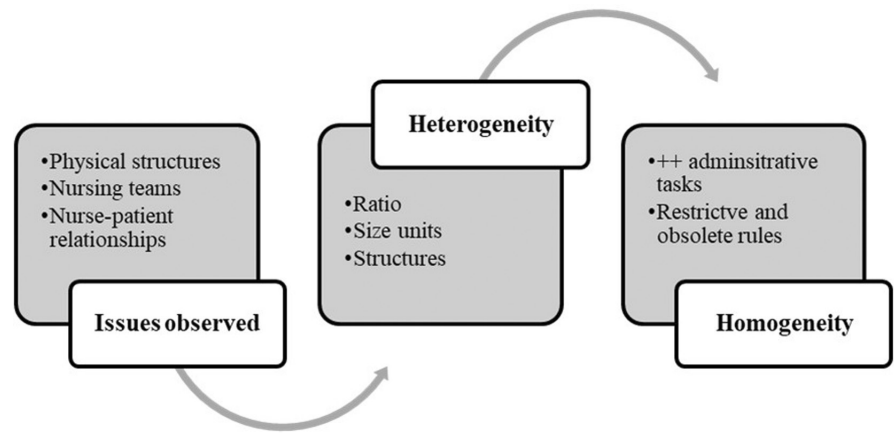 •Physical structures
•Nursing teams
•Nurse-patient
relationships
Issues observed
Heterogeneity
•Ratio
•Size units
•Structures
•++ adminsitrative
tasks
•Restrictve and
obsolete rules
Homogeneity